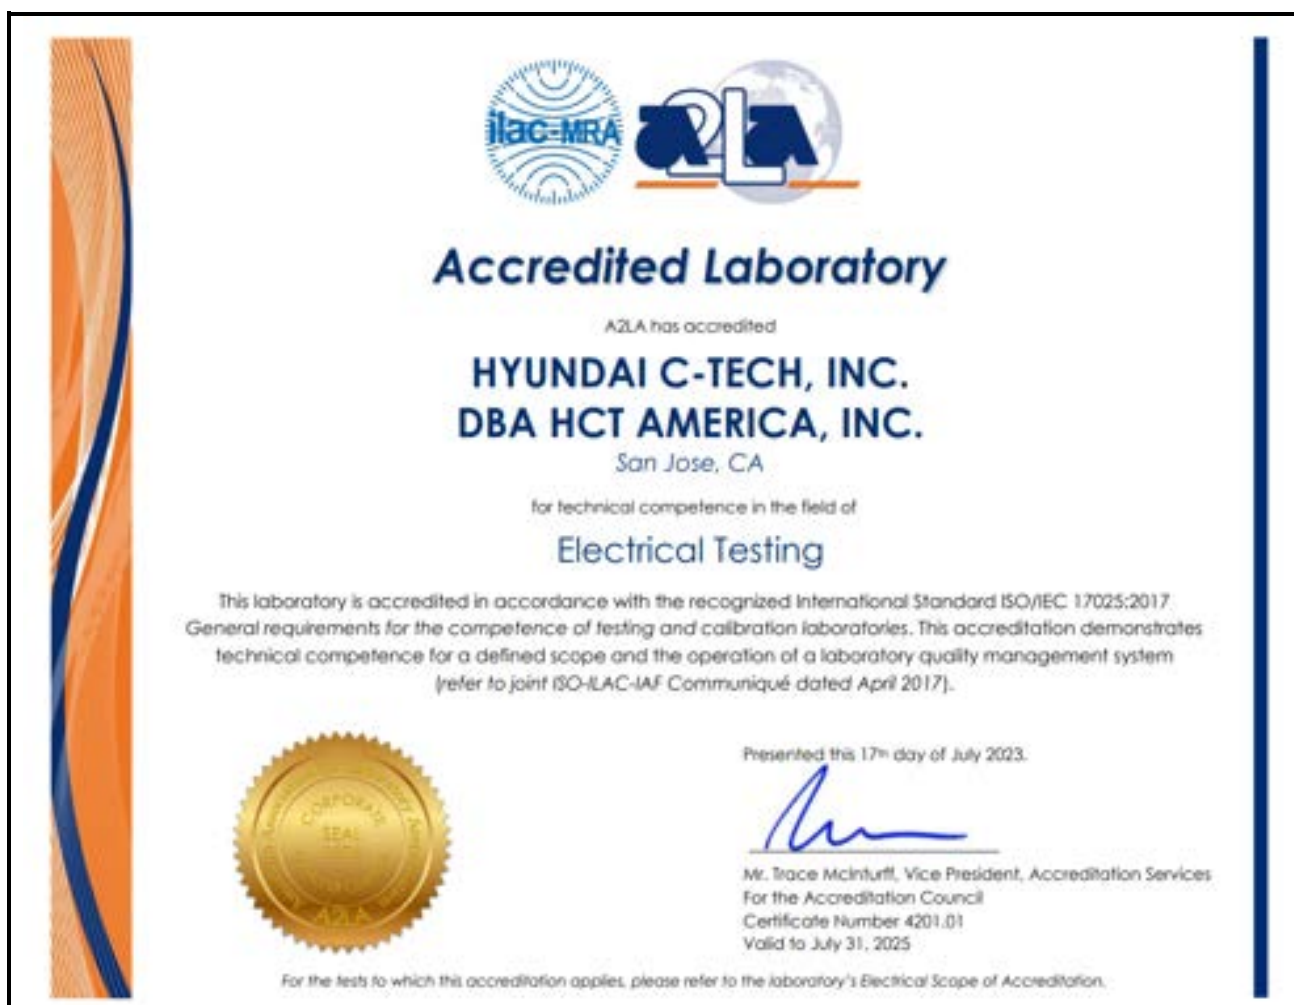 ilac-MRA
A2LA
Accredited Laboratory
A2LA has accredited
HYUNDAI C-TECH, INC.
DBA HCT AMERICA, INC.
San Jose, CA
for technical competence in the field of
Electrical Testing
This laboratory is accredited in accordance with the recognized International Standard ISO/IEC 17025:2017
General requirements for the competence of testing and calibration laboratories. This accreditation demonstrates
technical competence for a defined scope and the operation of a laboratory quality management system
(refer to joint ISO-ILAC-IAF Communiqué dated April 2017).
Presented this 17th day of July 2023.
CORPORATE
SEAL
A2LA
Mr. Trace McInturff, Vice President, Accreditation Services
For the Accreditation Council
Certificate Number 4201.01
Valid to July 31, 2025
For the tests to which this accreditation applies, please refer to the laboratory's Electrical Scope of Accreditation.